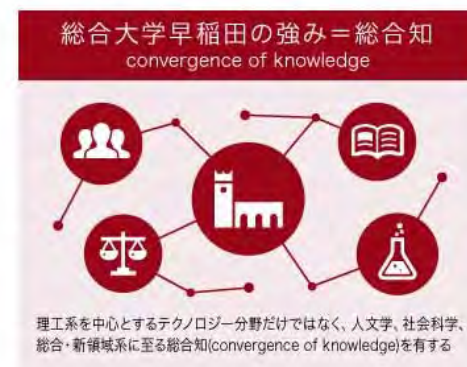 総合大学早稲田の強み＝総合知
convergence of knowledge
理工系を中心とするテクノロジー分野だけではなく、人文学、社会科学、
総合・新領域系に至る総合知(convergence of knowledge)を有する